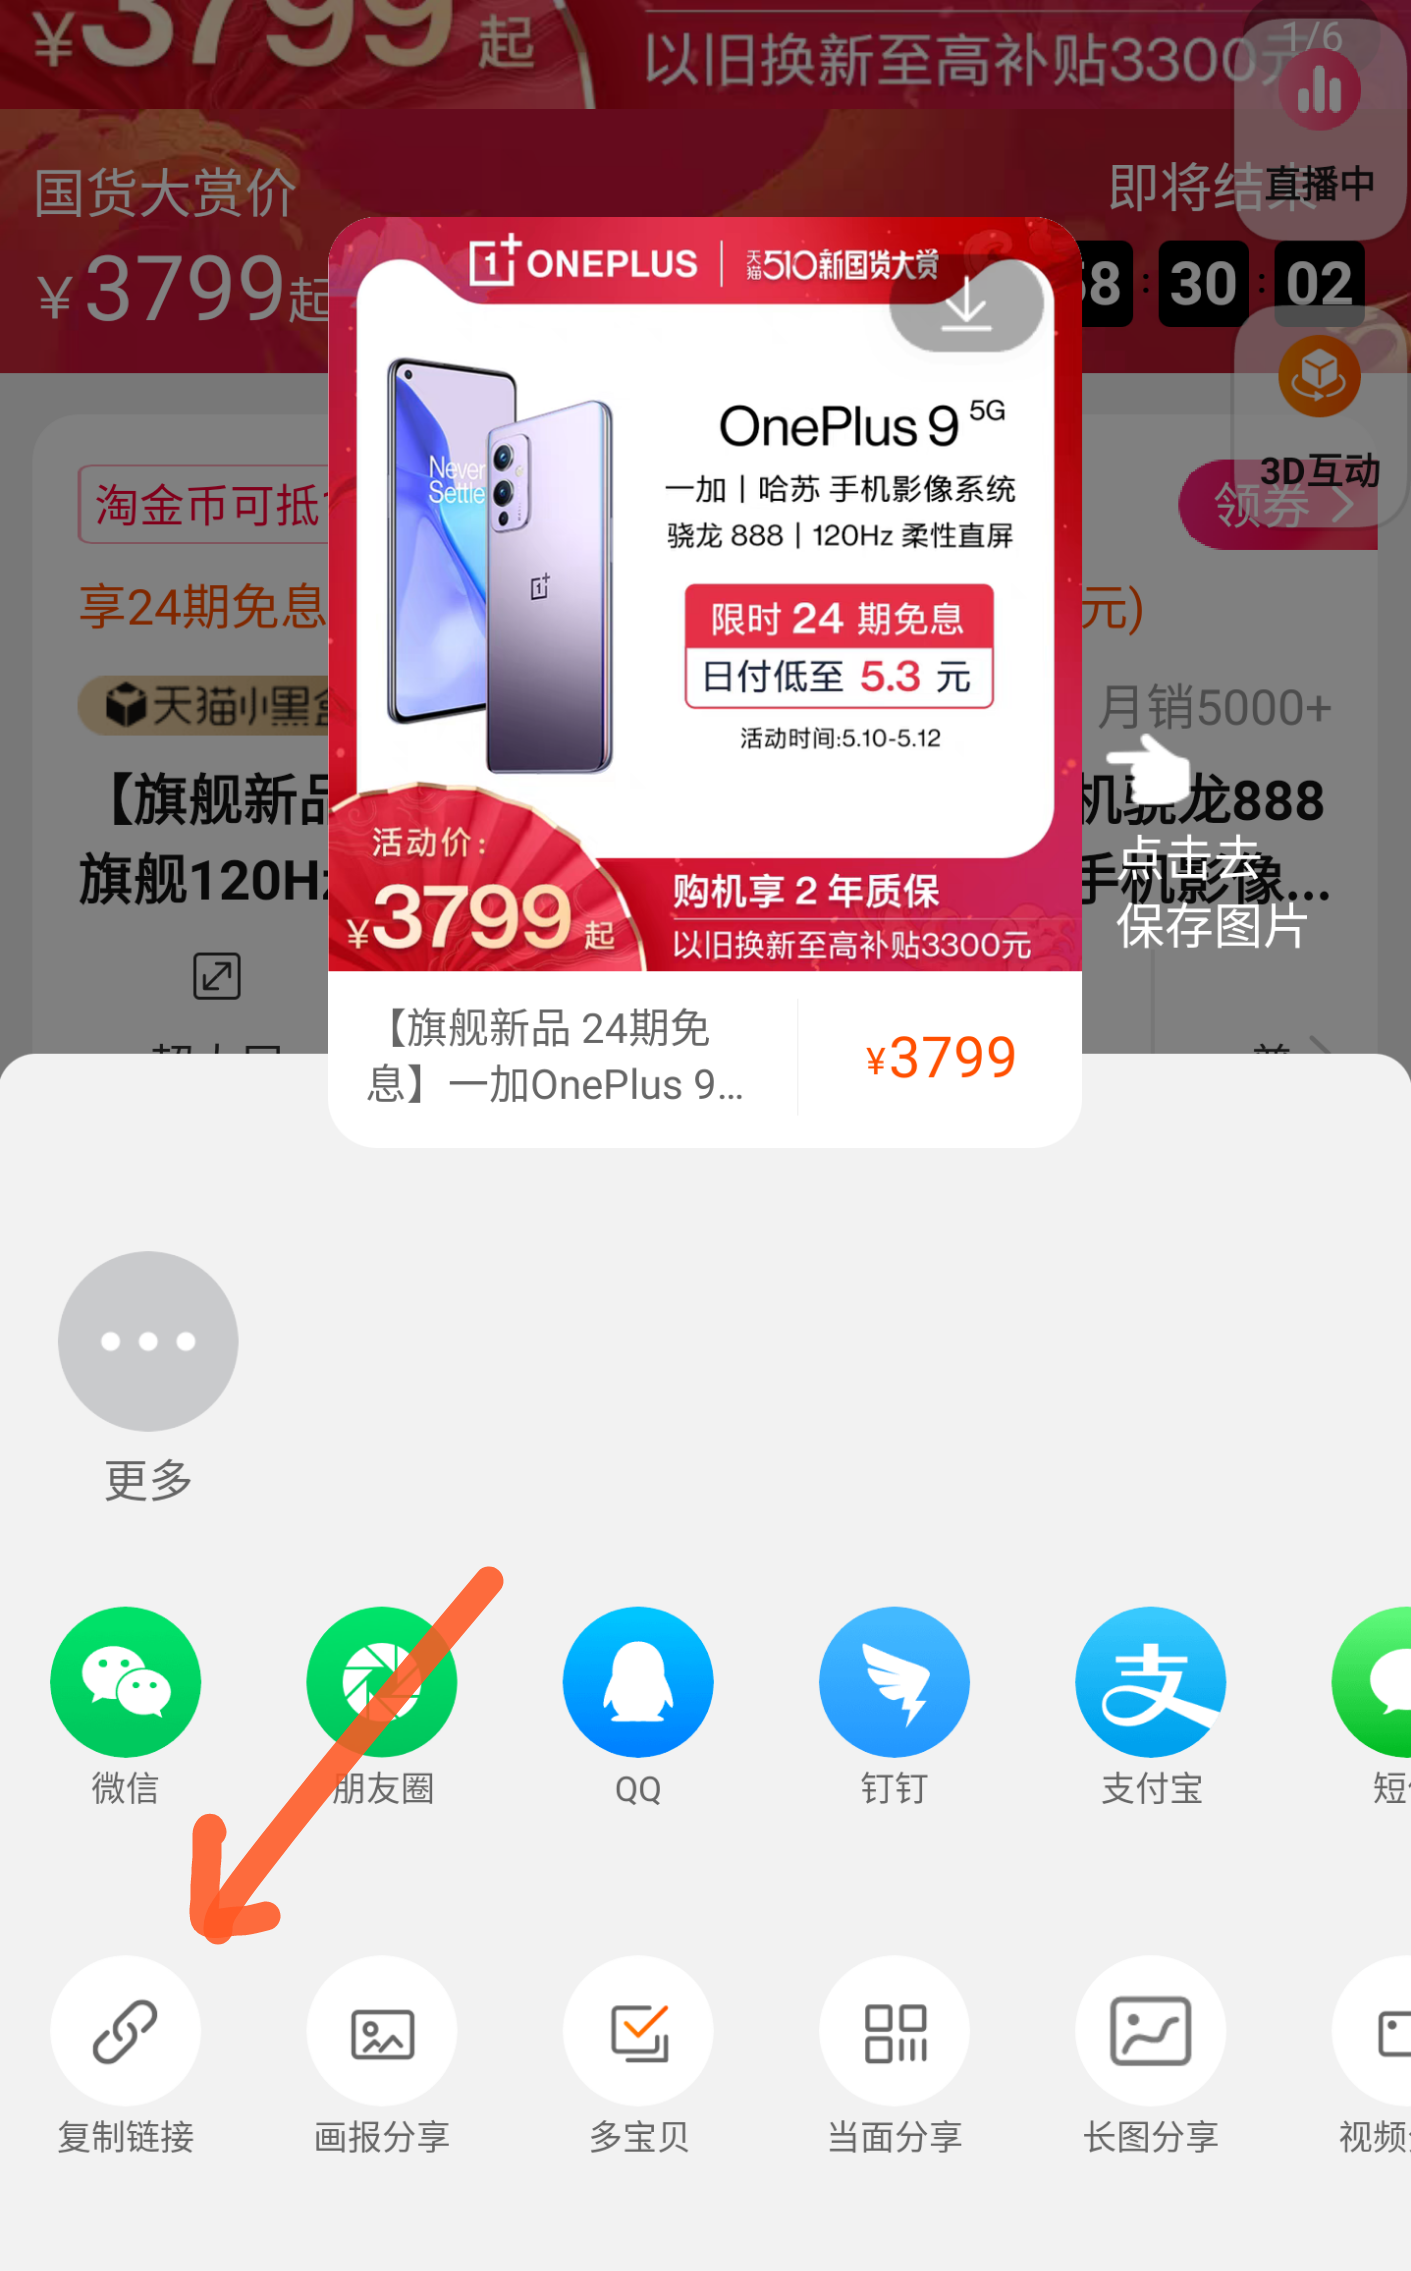 ¥3799起
以旧换新至高补贴3300元
1/6
直播中
国货大赏价
即将结束
¥3799起
58:30:02
3D互动
淘金币可抵
领券
享24期免息
元)
天猫小黑盒
月销5000+
【旗舰新品
机骁龙888
旗舰120Hz
手机影像...
点击去
保存图片
ONEPLUS | 天猫510新国货大赏
OnePlus 9 5G
一加 | 哈苏 手机影像系统
骁龙 888 | 120Hz 柔性直屏
Never
Settle
限时 24 期免息
日付低至 5.3 元
活动时间:5.10-5.12
活动价:
¥3799起
购机享 2 年质保
以旧换新至高补贴3300元
【旗舰新品 24期免
息】一加OnePlus 9...
¥3799
更多
微信
朋友圈
QQ
钉钉
支付宝
短
复制链接
画报分享
多宝贝
当面分享
长图分享
视频